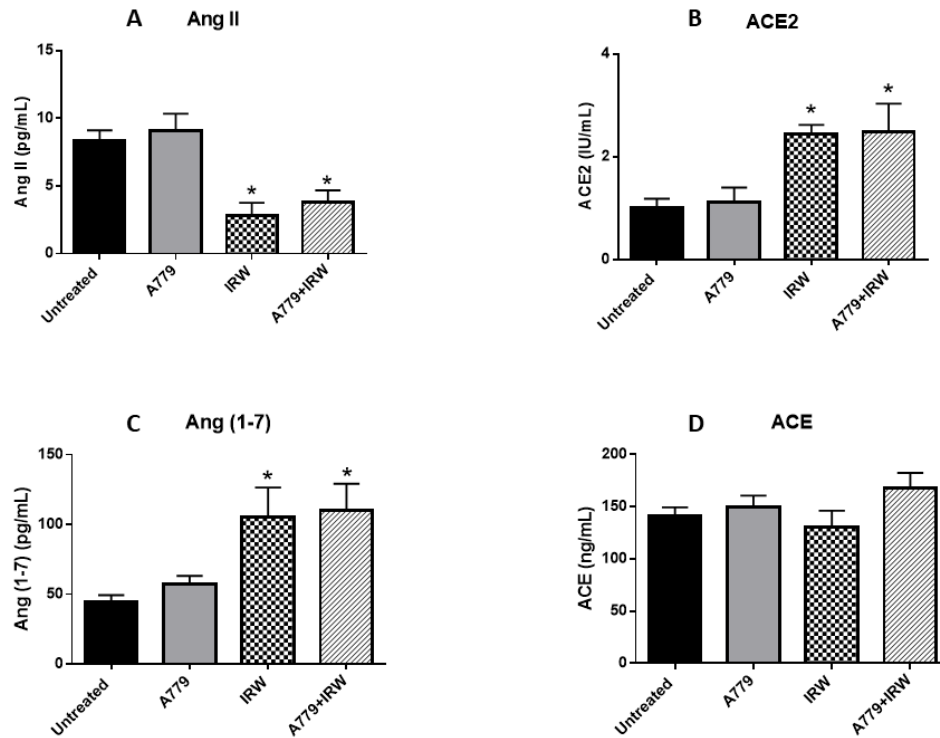 A Ang II
15
10
5
0
Ang II (pg/mL)
* *
Untreated A779 IRW A779+IRW
B ACE2
4
2
0
ACE2 (IU/mL)
* *
Untreated A779 IRW A779+IRW
C Ang (1-7)
150
100
50
0
Ang (1-7) (pg/mL)
* *
Untreated A779 IRW A779+IRW
D ACE
200
150
100
50
0
ACE (ng/mL)
Untreated A779 IRW A779+IRW